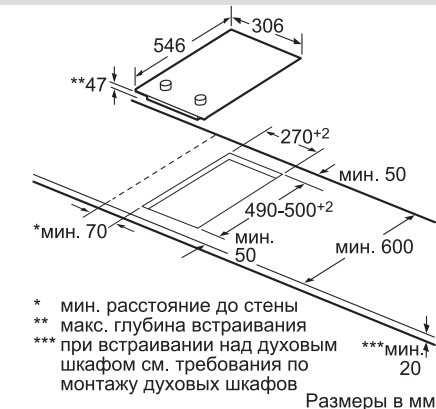 546
306
**47
270+2
мин. 50
490-500+2
*мин. 70
мин.
50
мин. 600
* мин. расстояние до стены
** макс. глубина встраивания
*** при встраивании над духовым
шкафом см. требования по
монтажу духовых шкафов
***мин.
20
Размеры в мм